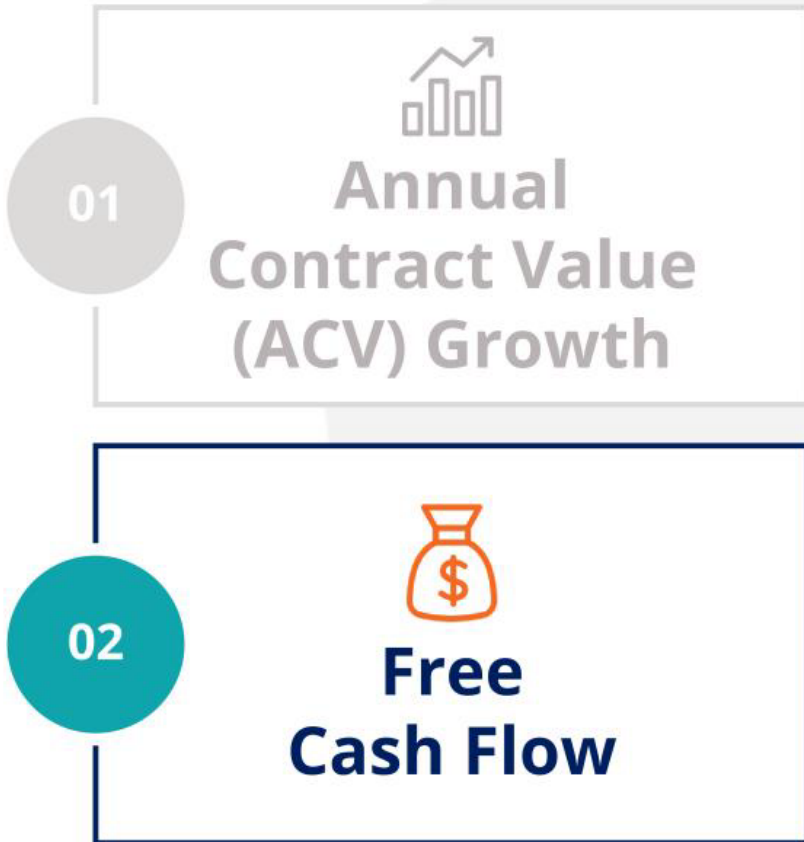 01
Annual
Contract Value
(ACV) Growth
$
02
Free
Cash Flow